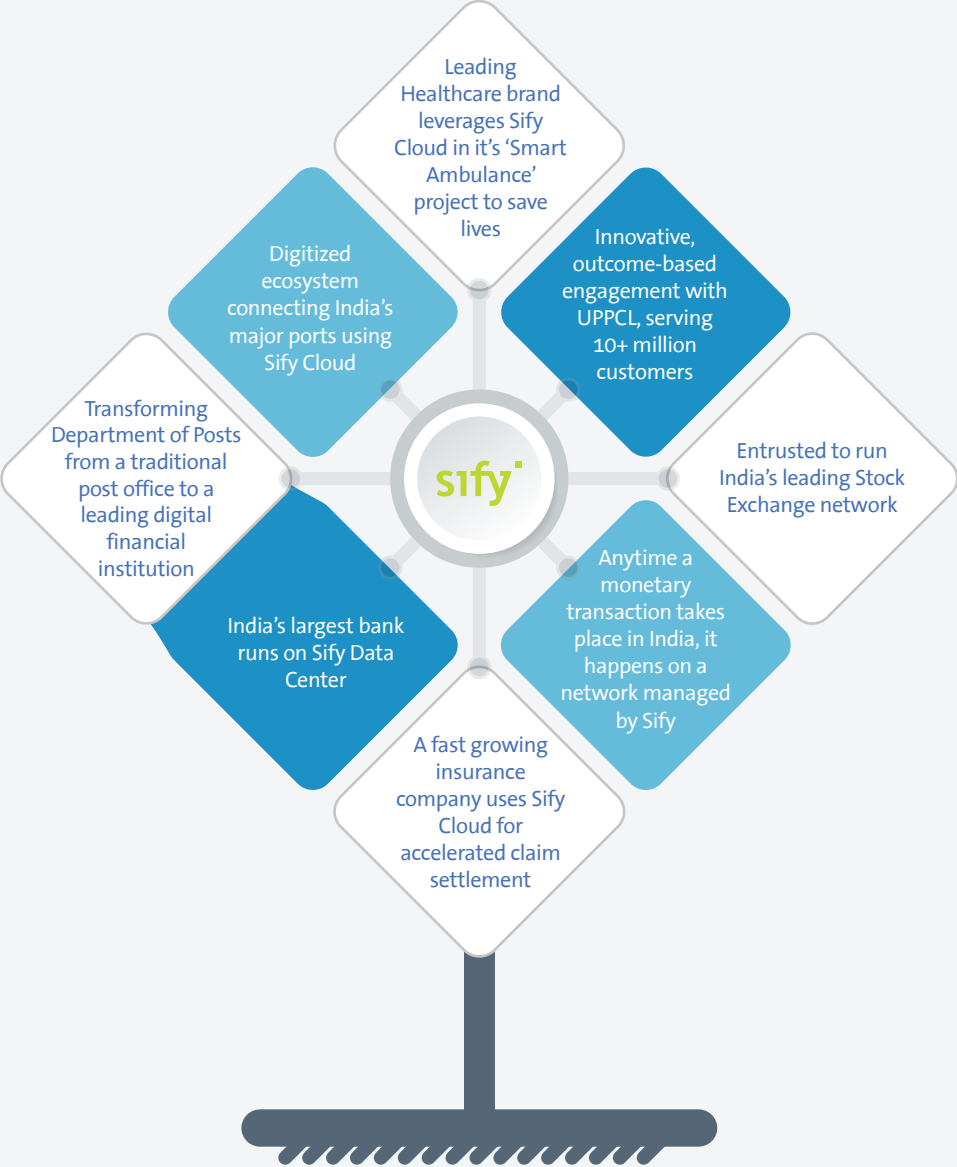 Leading
Healthcare brand
leverages Sify
Cloud in it’s ‘Smart
Ambulance’
project to save
lives
Digitized
ecosystem
connecting India’s
major ports using
Sify Cloud
Innovative,
outcome-based
engagement with
UPPCL, serving
10+ million
customers
Transforming
Department of Posts
from a traditional
post office to a
leading digital
financial
institution
sify
Entrusted to run
India’s leading Stock
Exchange network
India’s largest bank
runs on Sify Data
Center
Anytime a
monetary
transaction takes
place in India, it
happens on a
network managed
by Sify
A fast growing
insurance
company uses Sify
Cloud for
accelerated claim
settlement